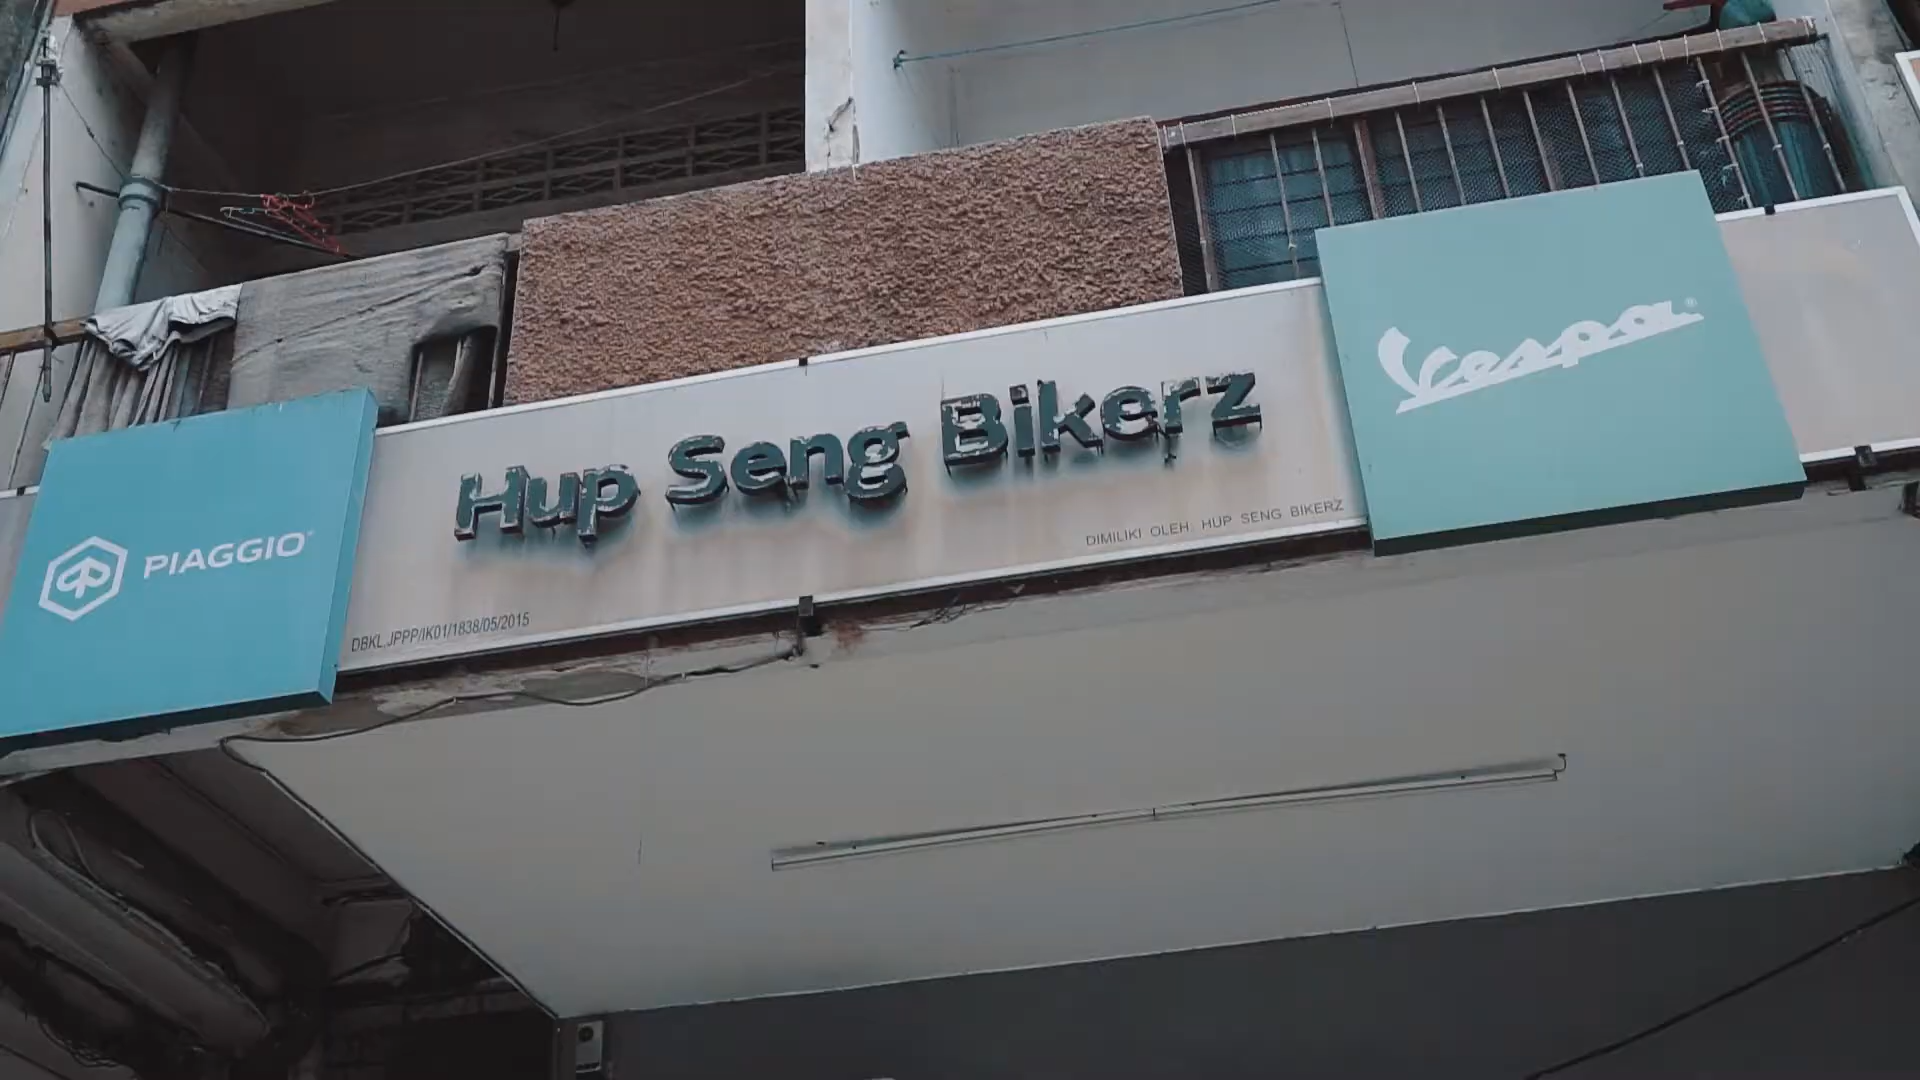 PIAGGIO
Hup Seng Bikerz
Vespa®
DIMILIKI OLEH: HUP SENG BIKERZ
DBKL.JPPP/IK01/1838/05/2015